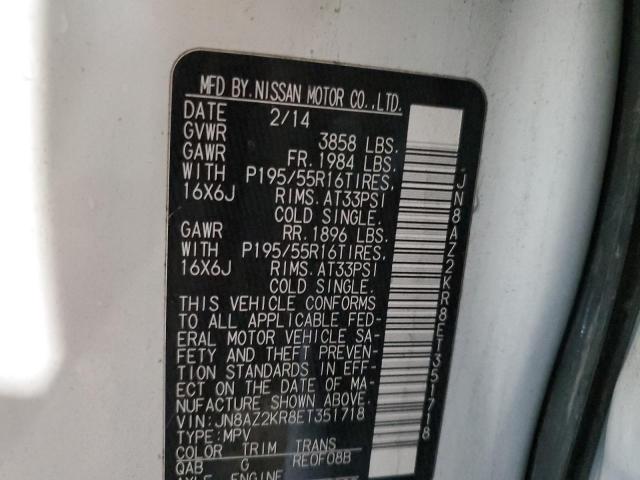 MFD BY.NISSAN MOTOR CO.,LTD.
DATE 2/14
GVWR 3858 LBS.
GAWR FR. 1984 LBS.
WITH P195/55R16TIRES,
16X6J RIMS.AT33PSI
COLD SINGLE.
GAWR RR. 1896 LBS.
WITH P195/55R16TIRES,
16X6J RIMS.AT33PSI
COLD SINGLE.
THIS VEHICLE CONFORMS
TO ALL APPLICABLE FED-
ERAL MOTOR VEHICLE SA-
FETY AND THEFT PREVEN-
TION STANDARDS IN EFF-
ECT ON THE DATE OF MA-
NUFACTURE SHOWN ABOVE.
VIN: JN8AZ2KR8ET351718
TYPE: MPV
COLOR TRIM TRANS
QAB G RE0F08B
AXLE ENGINE
JN8AZ2KR8ET351718